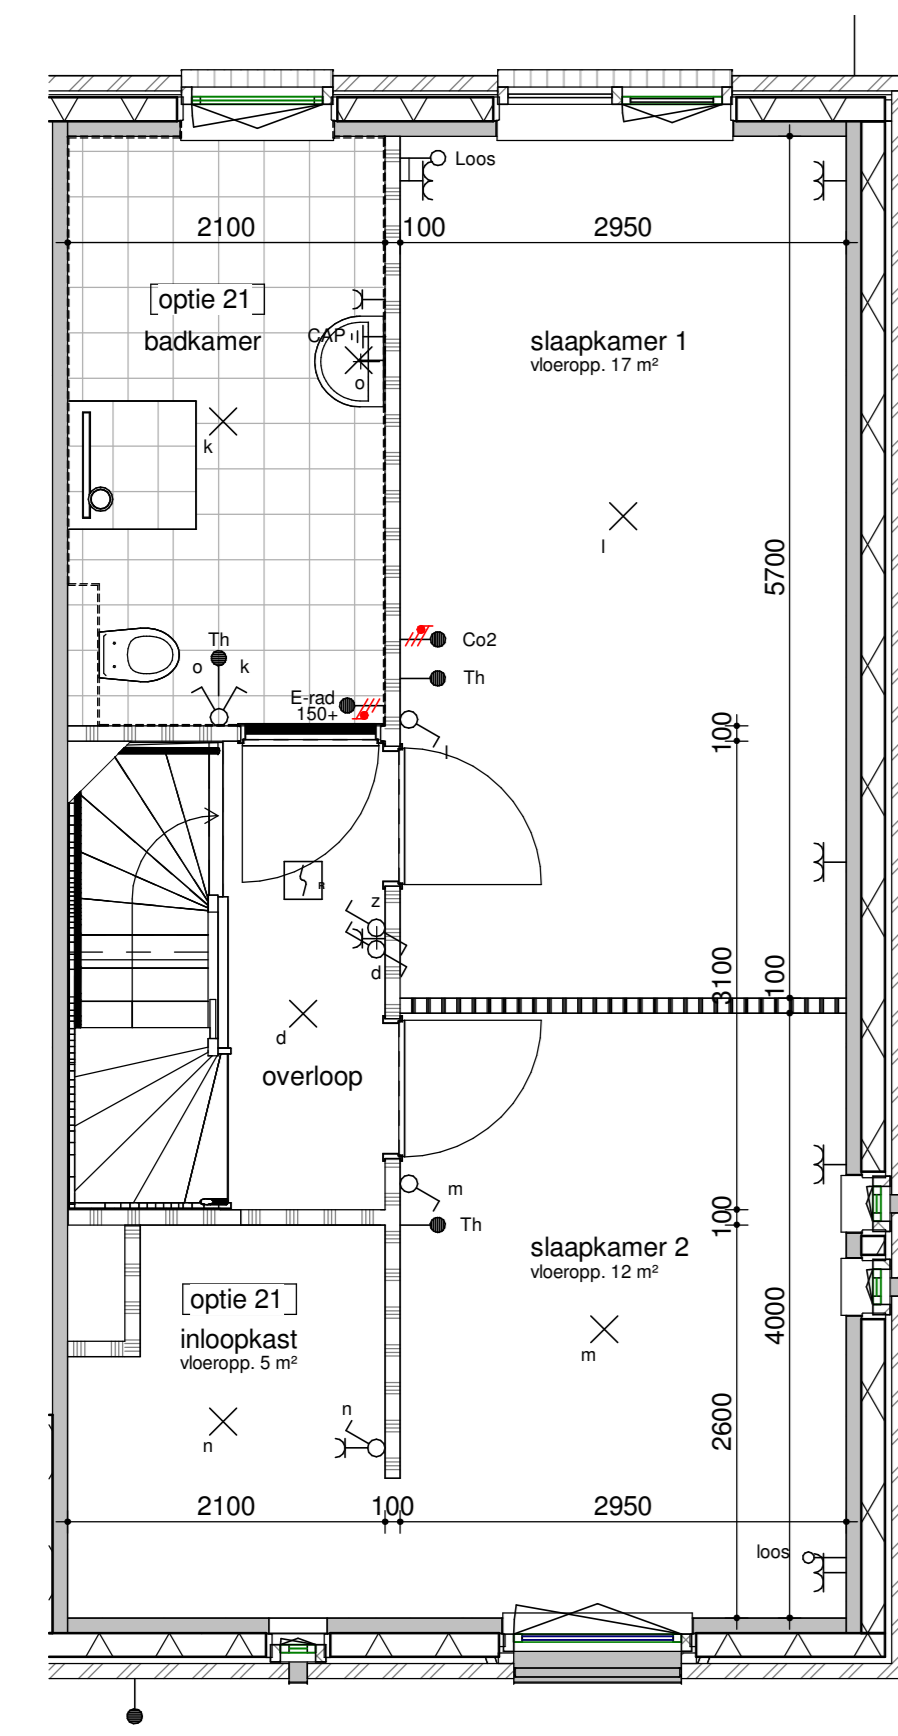 Loos
2100
100
2950
[optie 21]
badkamer
CAP
o
k
slaapkamer 1
vloeropp. 17 m²
l
5700
Th
o
k
E-rad
150+
Co2
Th
l
100
R
z
d
d
overloop
3100
100
m
Th
100
slaapkamer 2
vloeropp. 12 m²
m
4000
[optie 21]
inloopkast
vloeropp. 5 m²
n
n
2600
2100
100
2950
loos